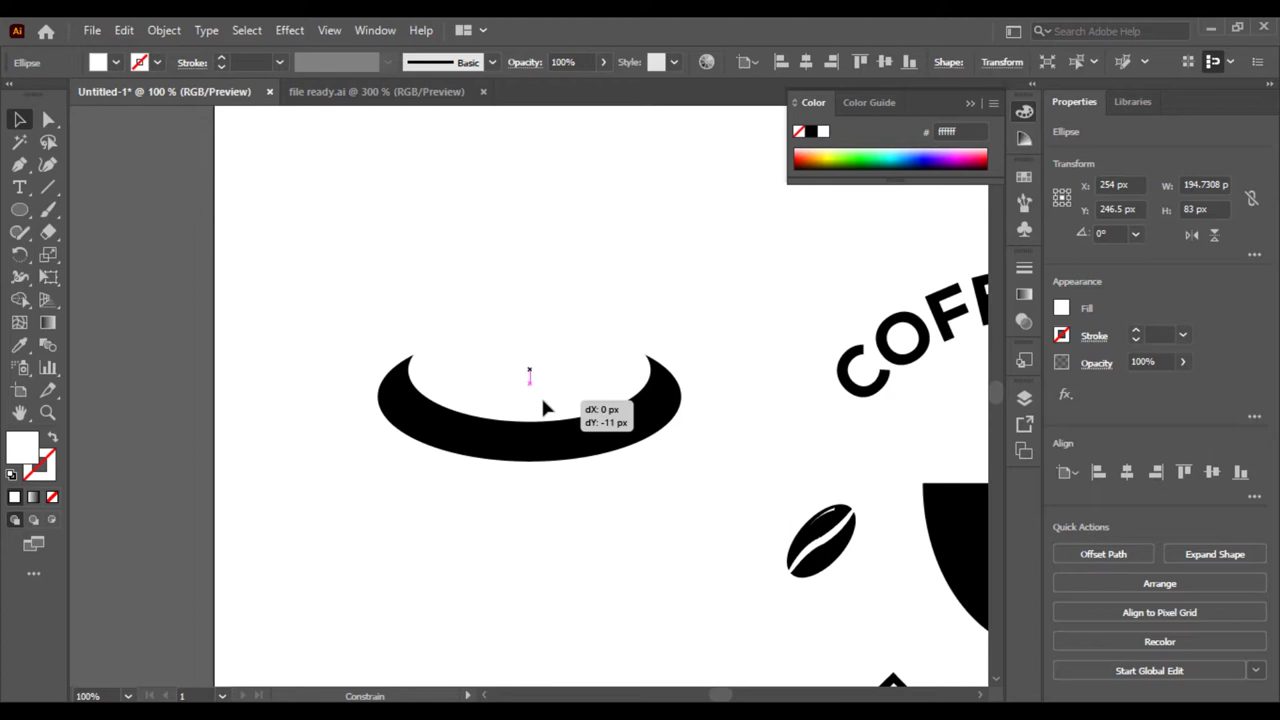 Ai File Edit Object Type Select Effect View Window Help Search Adobe Help
Ellipse Stroke: Basic Opacity: 100% Style: Shape: Transform
Untitled-1* @ 100 % (RGB/Preview) × file ready.ai @ 300 % (RGB/Preview) ×
Color Color Guide
# ffffff
Properties Libraries
Ellipse
Transform
X: 254 px W: 194.7308 p
Y: 246.5 px H: 83 px
0°
Appearance
Fill
Stroke
Opacity 100%
fx.
Align
Quick Actions
Offset Path Expand Shape
Arrange
Align to Pixel Grid
Recolor
Start Global Edit
COFF
dX: 0 px
dY: -11 px
100% 1 Constrain